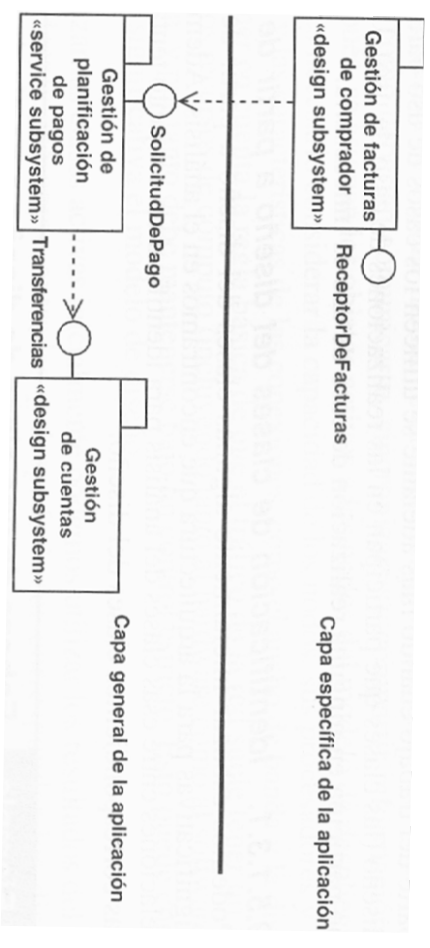 Gestión de facturas
de comprador
«design subsystem»
ReceptorDeFacturas
Capa específica de la aplicación
SolicitudDePago
Gestión de
planificación
de pagos
«service subsystem»
Transferencias
Gestión
de cuentas
«design subsystem»
Capa general de la aplicación